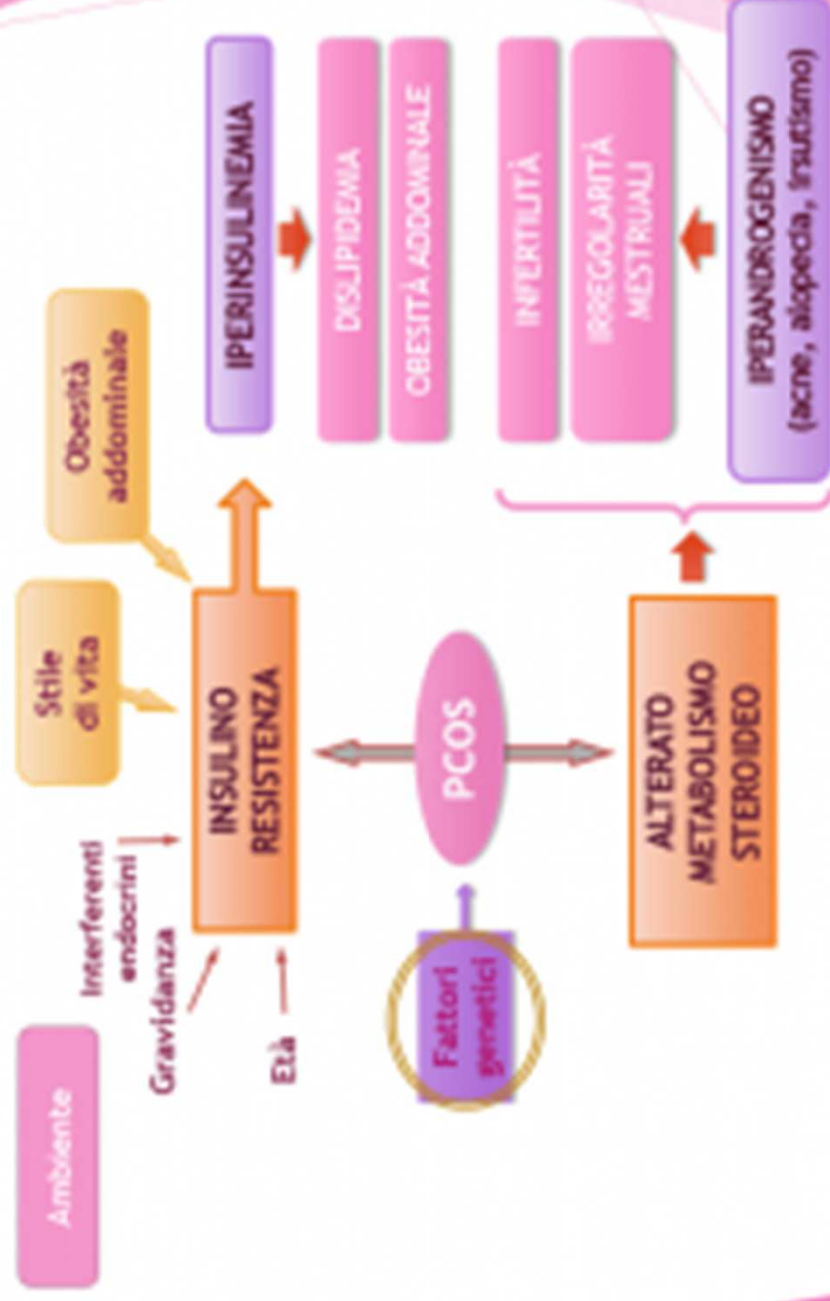 Ambiente
Interferenti
endocrini
Gravidanza
Età
Stile
di vita
Obesità
addominale
INSULINO
RESISTENZA
IPERINSULINEMIA
DISLIPIDEMIA
OBESITÀ ADDOMINALE
Fattori
genetici
PCOS
INFERTILITÀ
IRREGOLARITÀ
MESTRUALI
ALTERATO
METABOLISMO
STEROIDEO
IPERANDROGENISMO
(acne, alopecia, irsutismo)